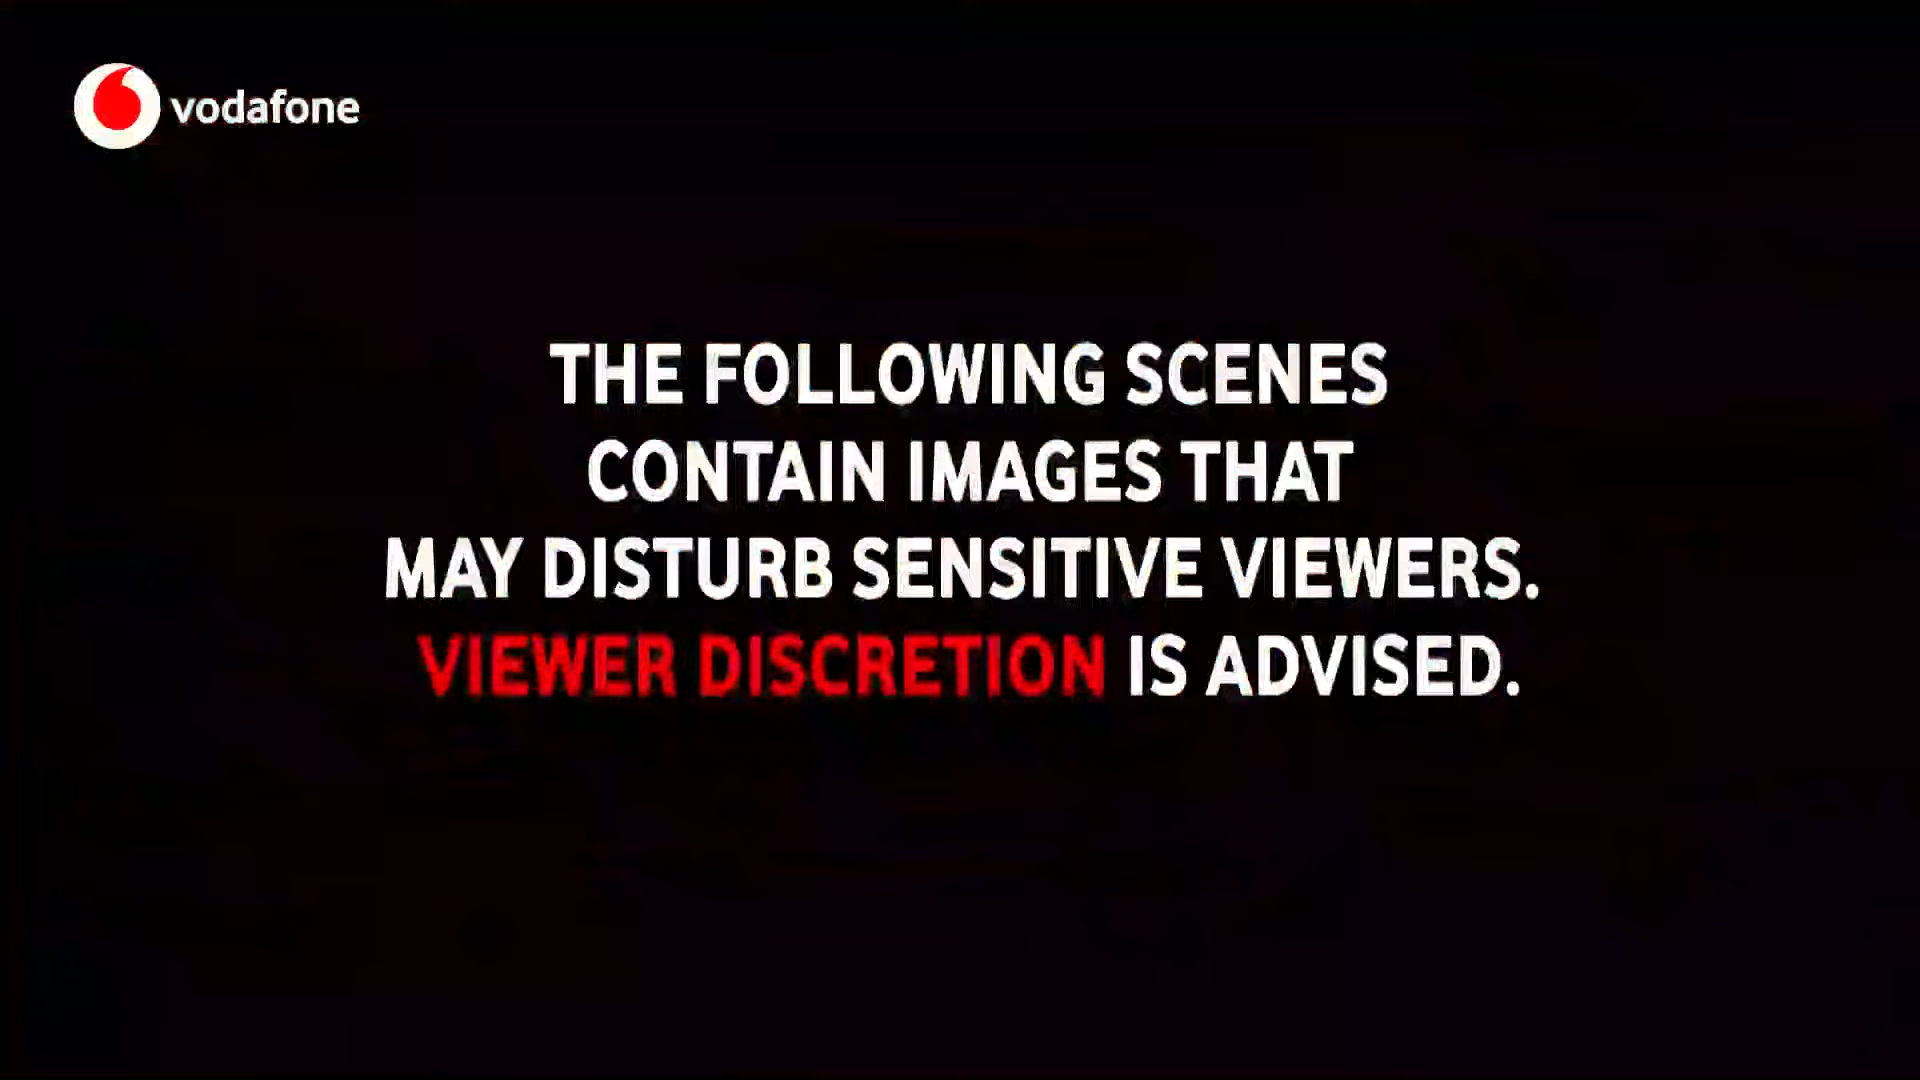 vodafone
THE FOLLOWING SCENES
CONTAIN IMAGES THAT
MAY DISTURB SENSITIVE VIEWERS.
VIEWER DISCRETION IS ADVISED.